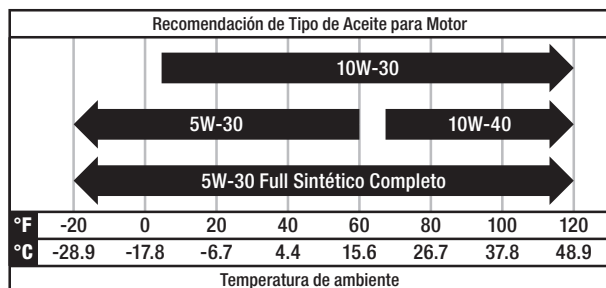 Recomendación de Tipo de Aceite para Motor
10W-30
5W-30 10W-40
5W-30 Full Sintético Completo
°F -20 0 20 40 60 80 100 120
°C -28.9 -17.8 -6.7 4.4 15.6 26.7 37.8 48.9
Temperatura de ambiente